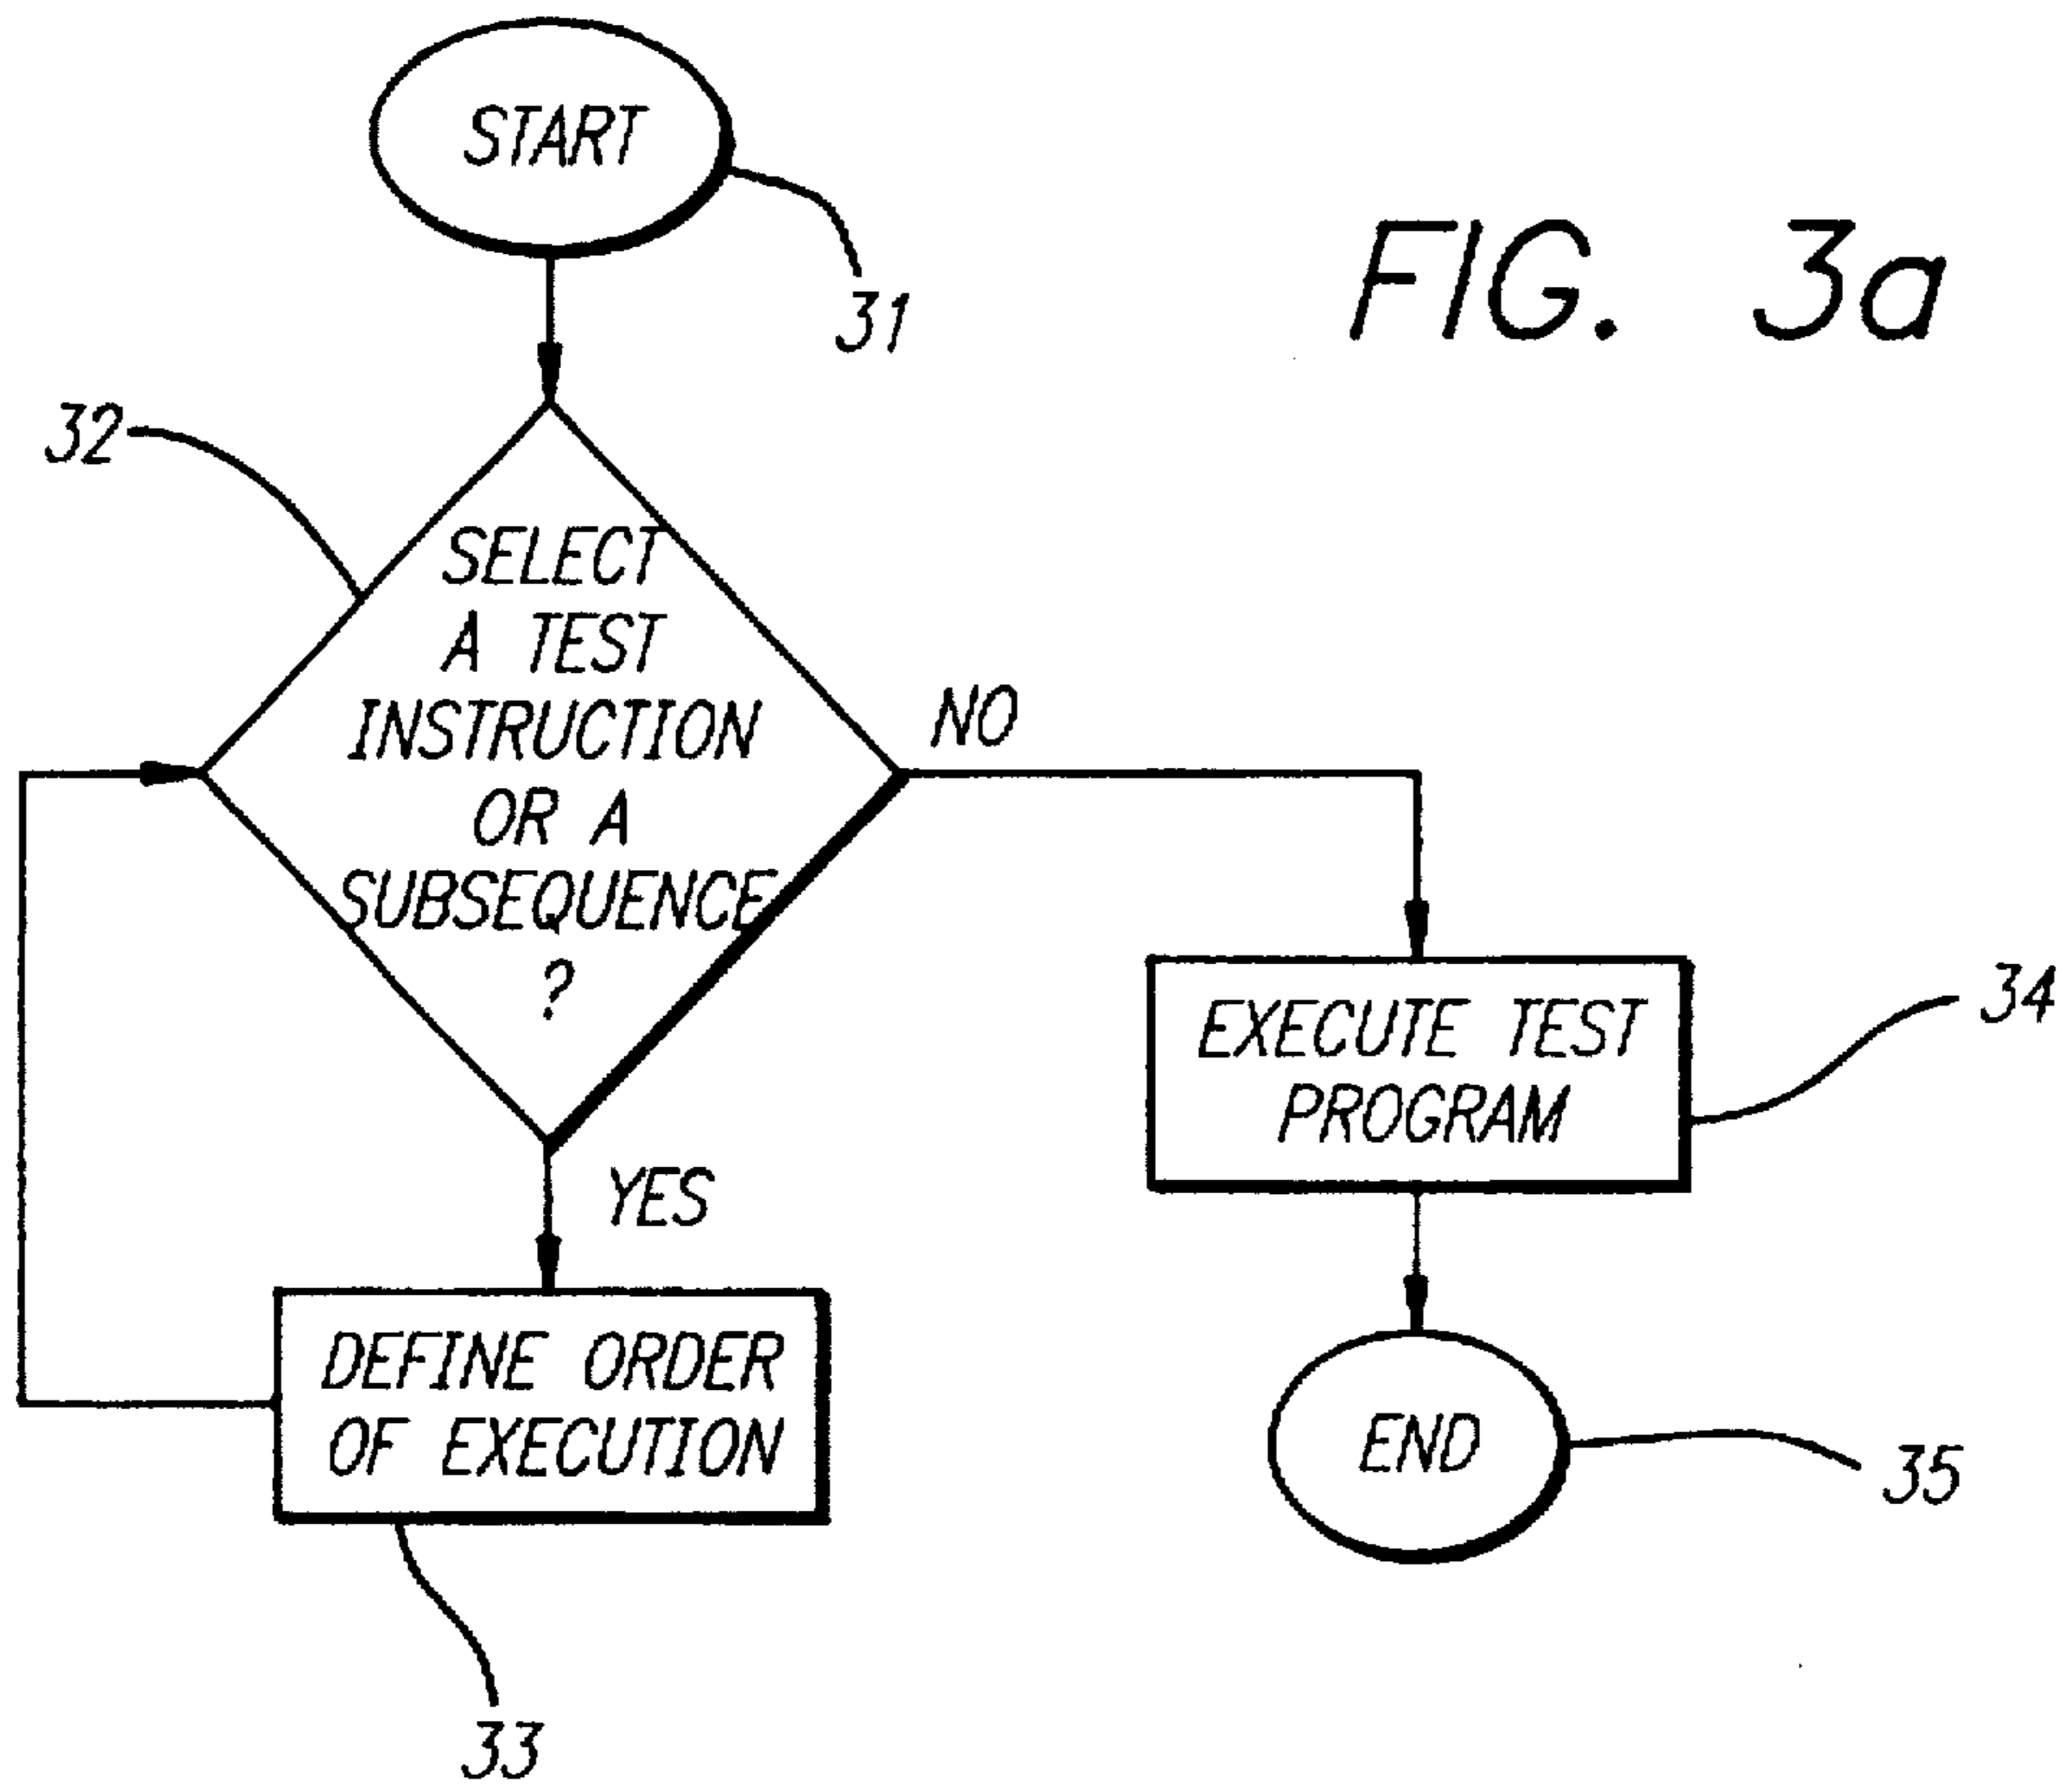 START
31
FIG. 3a
32
SELECT
A TEST
INSTRUCTION
OR A
SUBSEQUENCE
?
NO
YES
EXECUTE TEST
PROGRAM
34
DEFINE ORDER
OF EXECUTION
33
END
35